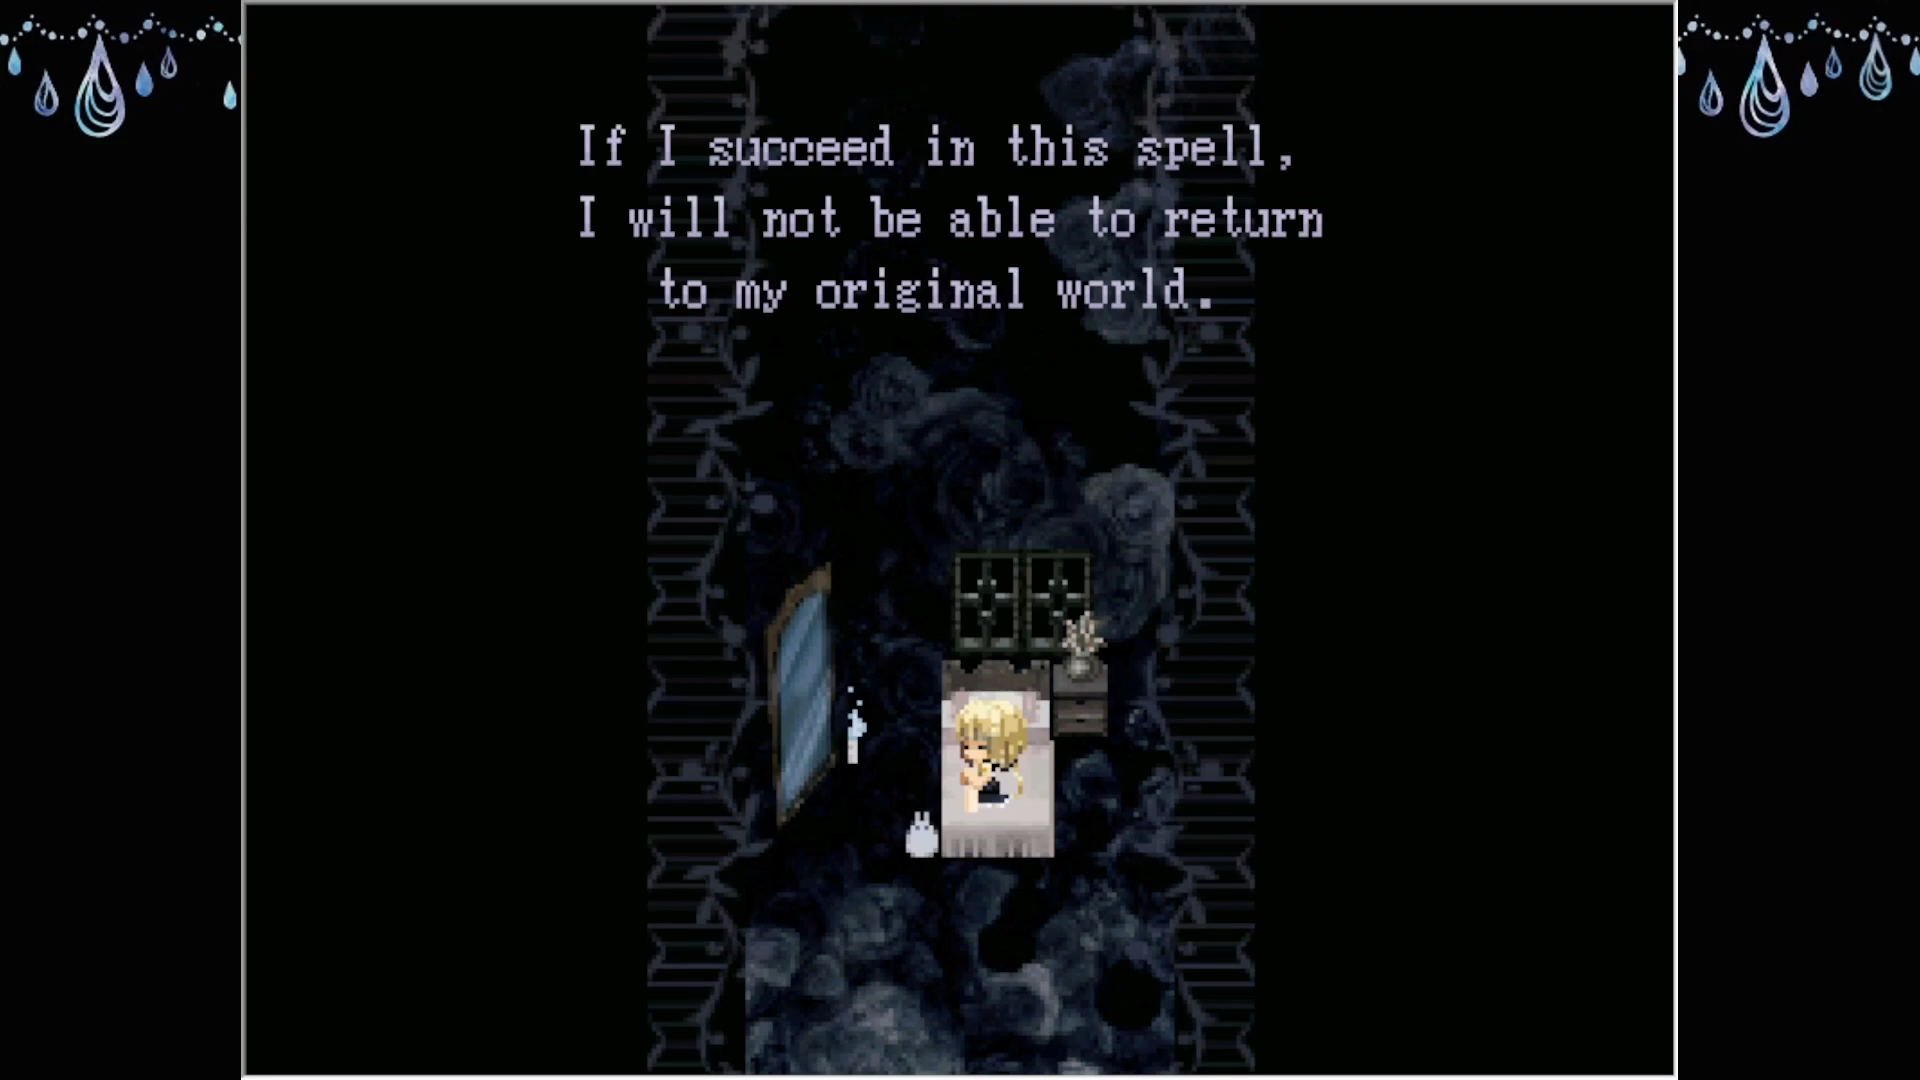 If I succeed in this spell,
I will not be able to return
to my original world.